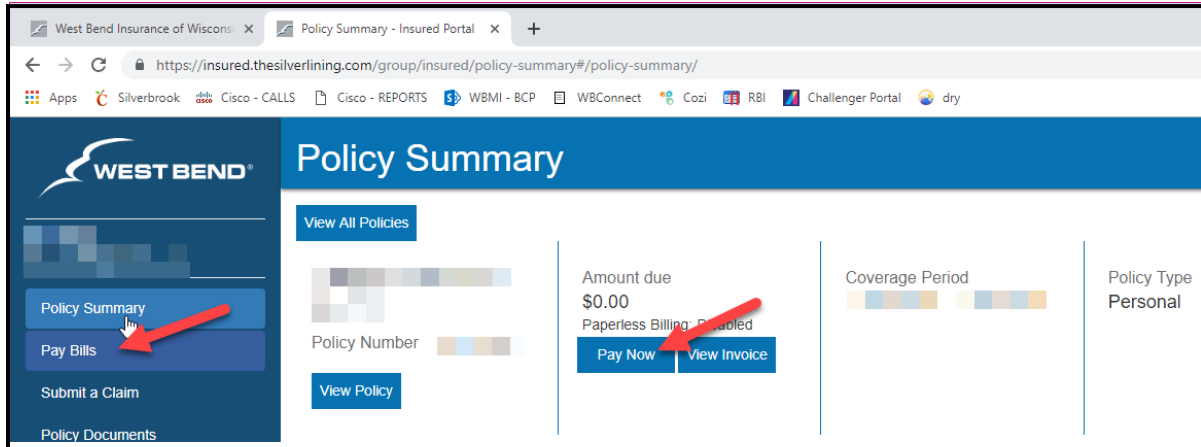 West Bend Insurance of Wiscons
Policy Summary - Insured Portal
https://insured.thesilverlining.com/group/insured/policy-summary#/policy-summary/
Apps Silverbrook Cisco - CALLS Cisco - REPORTS WBMI - BCP WBConnect Cozi RBI Challenger Portal dry
WEST BEND®
Policy Summary
View All Policies
Policy Summary
Pay Bills
Submit a Claim
Policy Documents
Policy Number
View Policy
Amount due
$0.00
Paperless Billing: Disabled
Pay Now View Invoice
Coverage Period
Policy Type
Personal